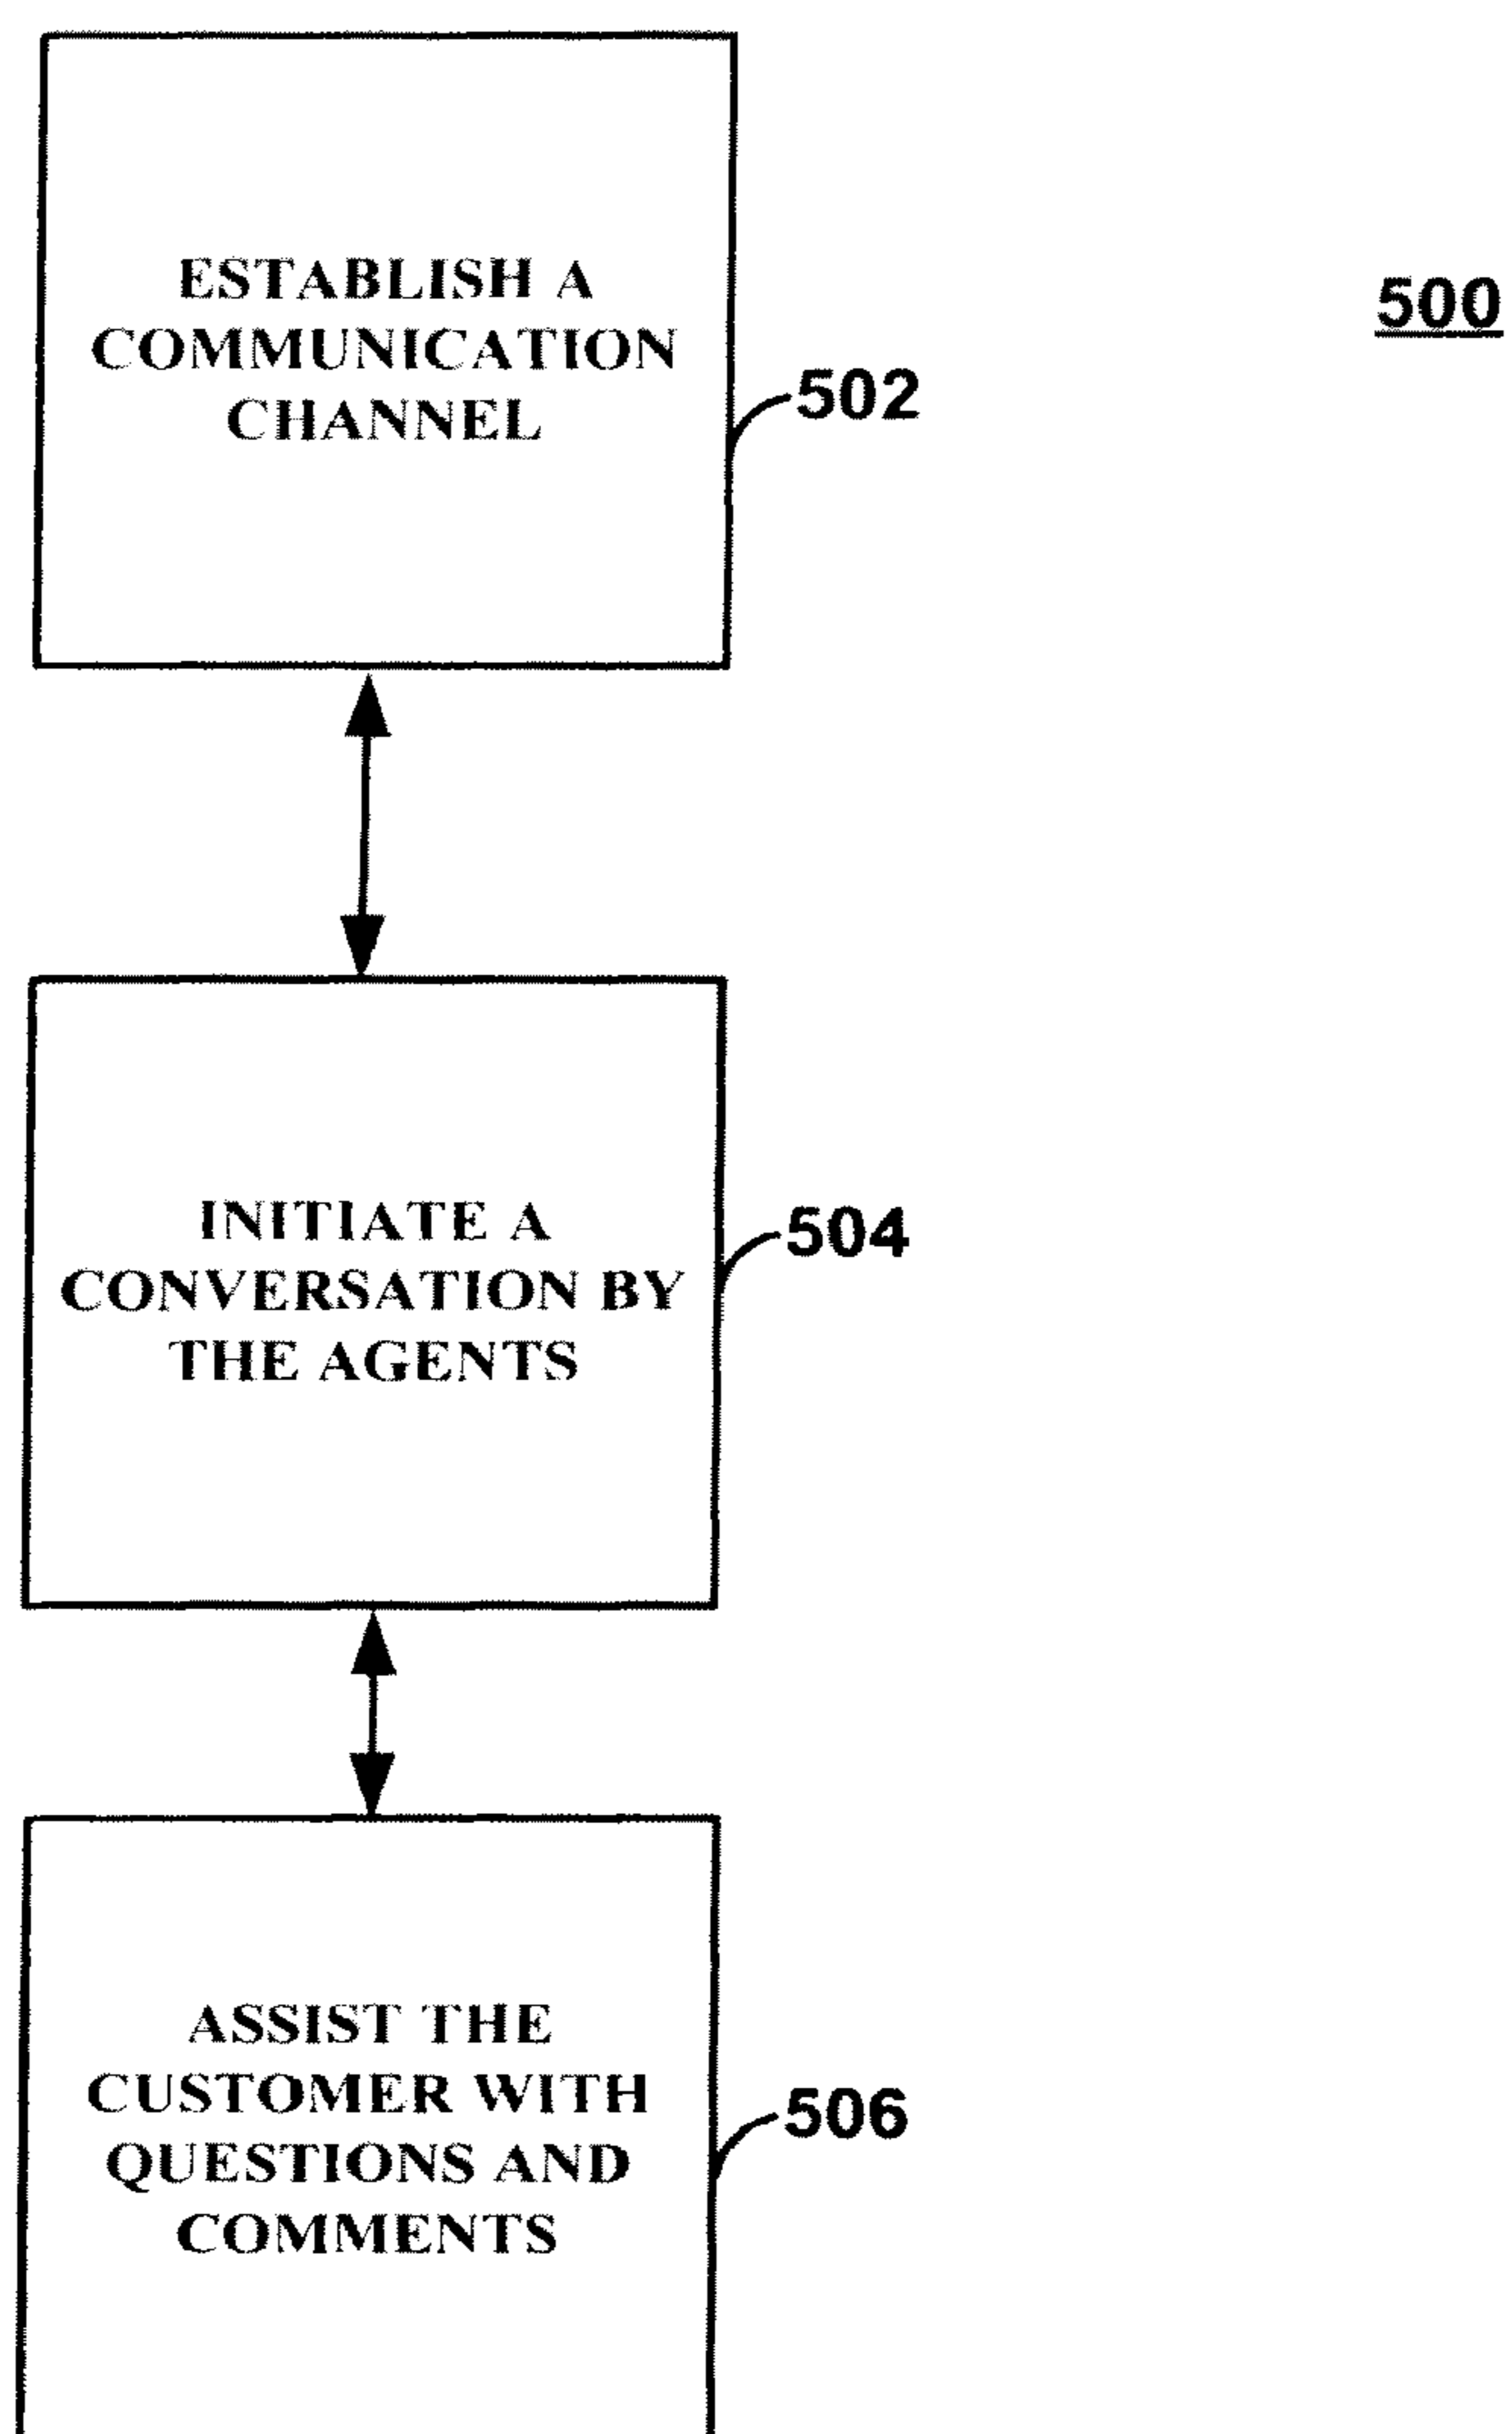 ESTABLISH A
COMMUNICATION
CHANNEL
500
502
INITIATE A
CONVERSATION BY
THE AGENTS
504
ASSIST THE
CUSTOMER WITH
QUESTIONS AND
COMMENTS
506